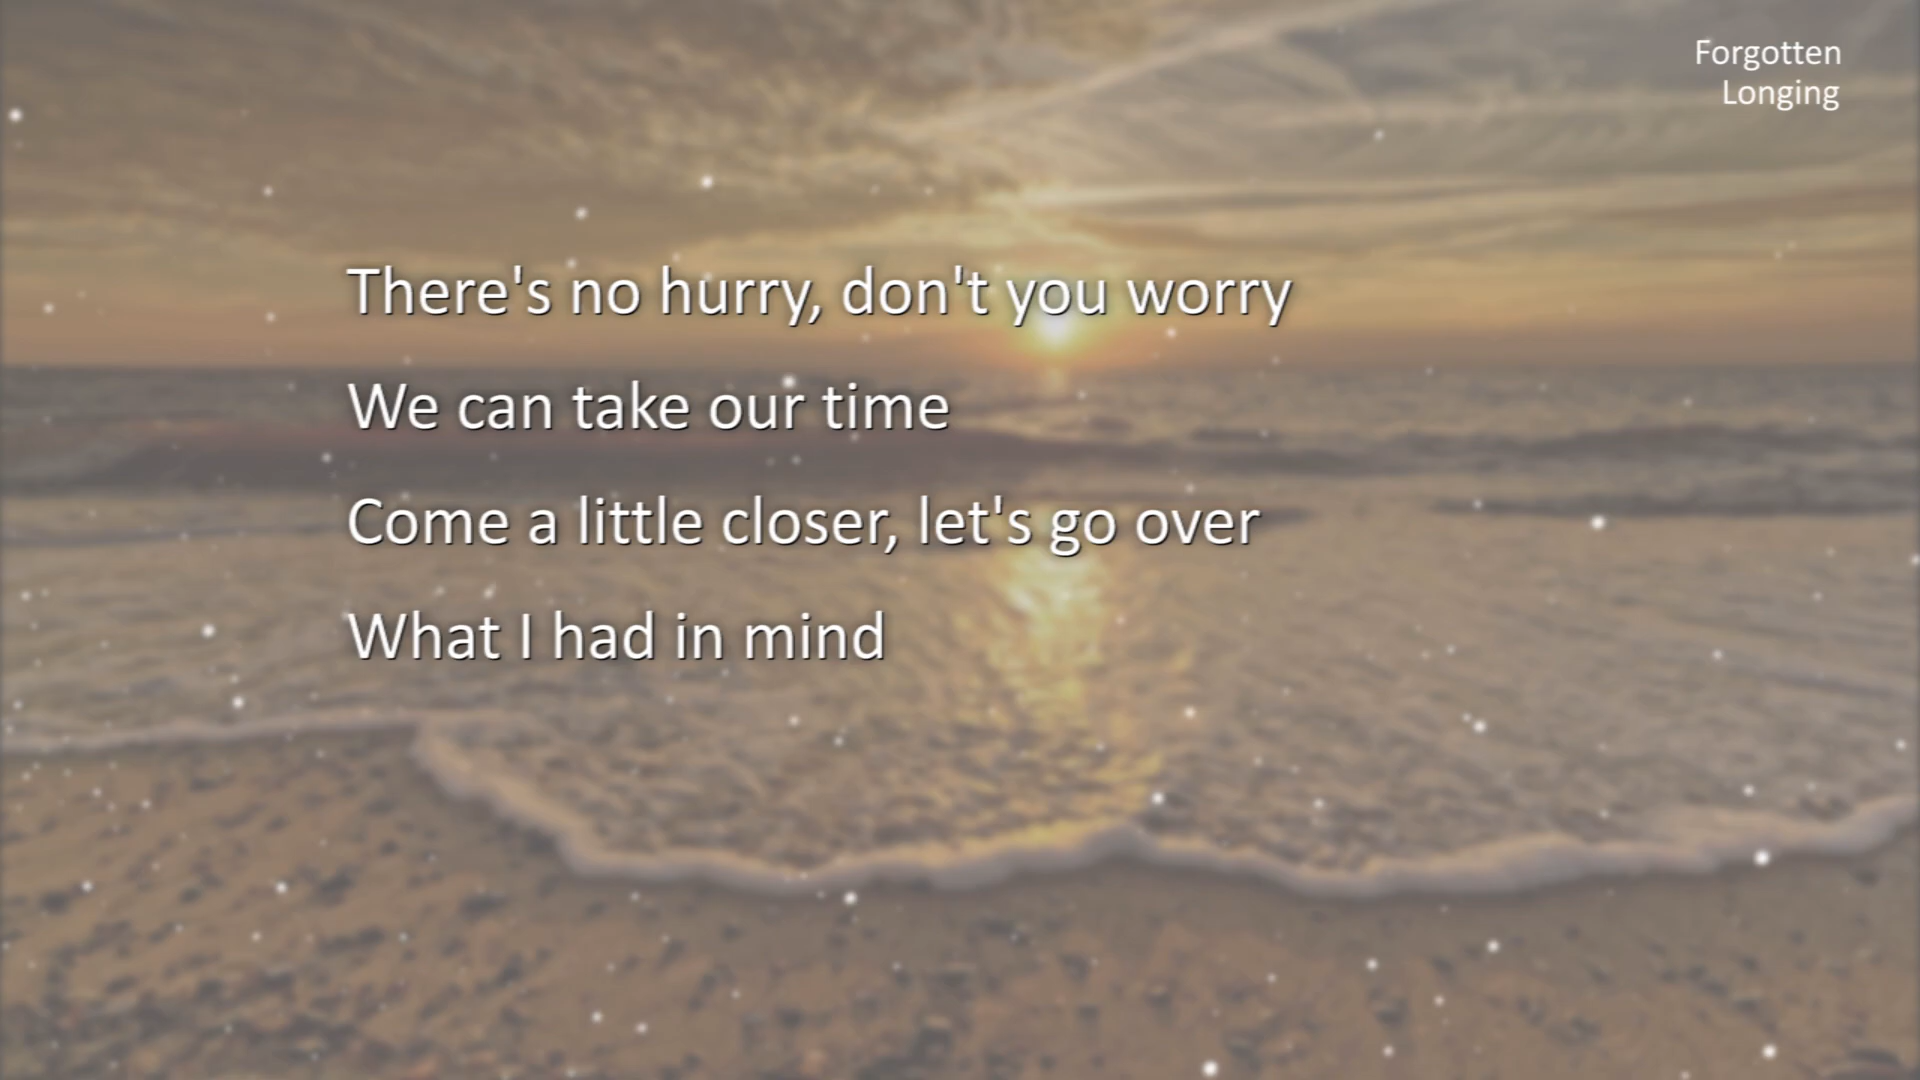 Forgotten
Longing
There's no hurry, don't you worry
We can take our time
Come a little closer, let's go over
What I had in mind